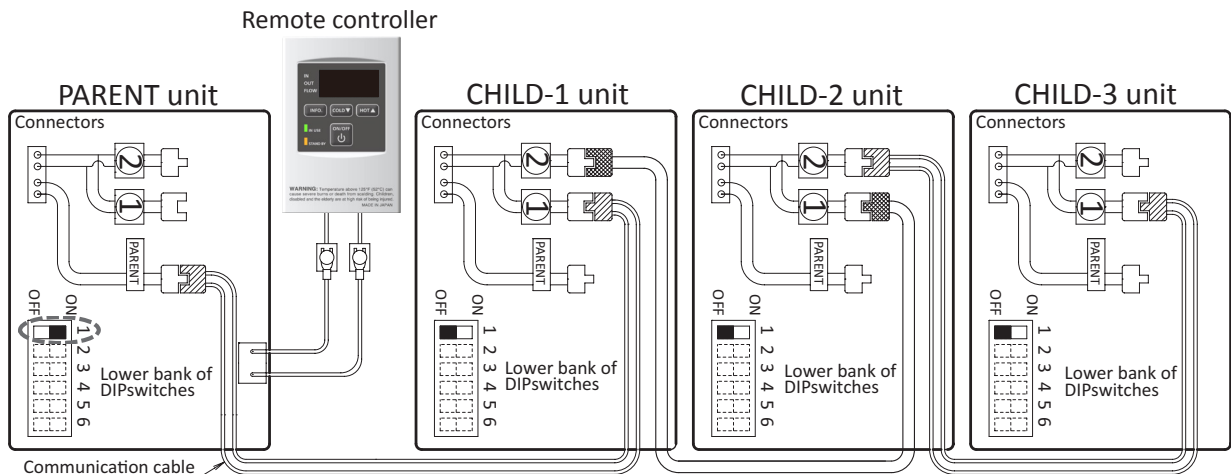 Remote controller
IN
OUT
FLOW
INFO.
COLD▼
HOT▲
IN USE
ON/OFF
STAND BY
WARNING: Temperature above 125°F (52°C) can
cause severe burns or death from scalding. Children,
disabled and the elderly are at high risk of being injured.
MADE IN JAPAN
PARENT unit
Connectors
2
1
PARENT
OFF
ON
1
2
3
4
5
6
Lower bank of
DIPswitches
Communication cable
CHILD-1 unit
Connectors
2
1
PARENT
OFF
ON
1
2
3
4
5
6
Lower bank of
DIPswitches
CHILD-2 unit
Connectors
2
1
PARENT
OFF
ON
1
2
3
4
5
6
Lower bank of
DIPswitches
CHILD-3 unit
Connectors
2
1
PARENT
OFF
ON
1
2
3
4
5
6
Lower bank of
DIPswitches